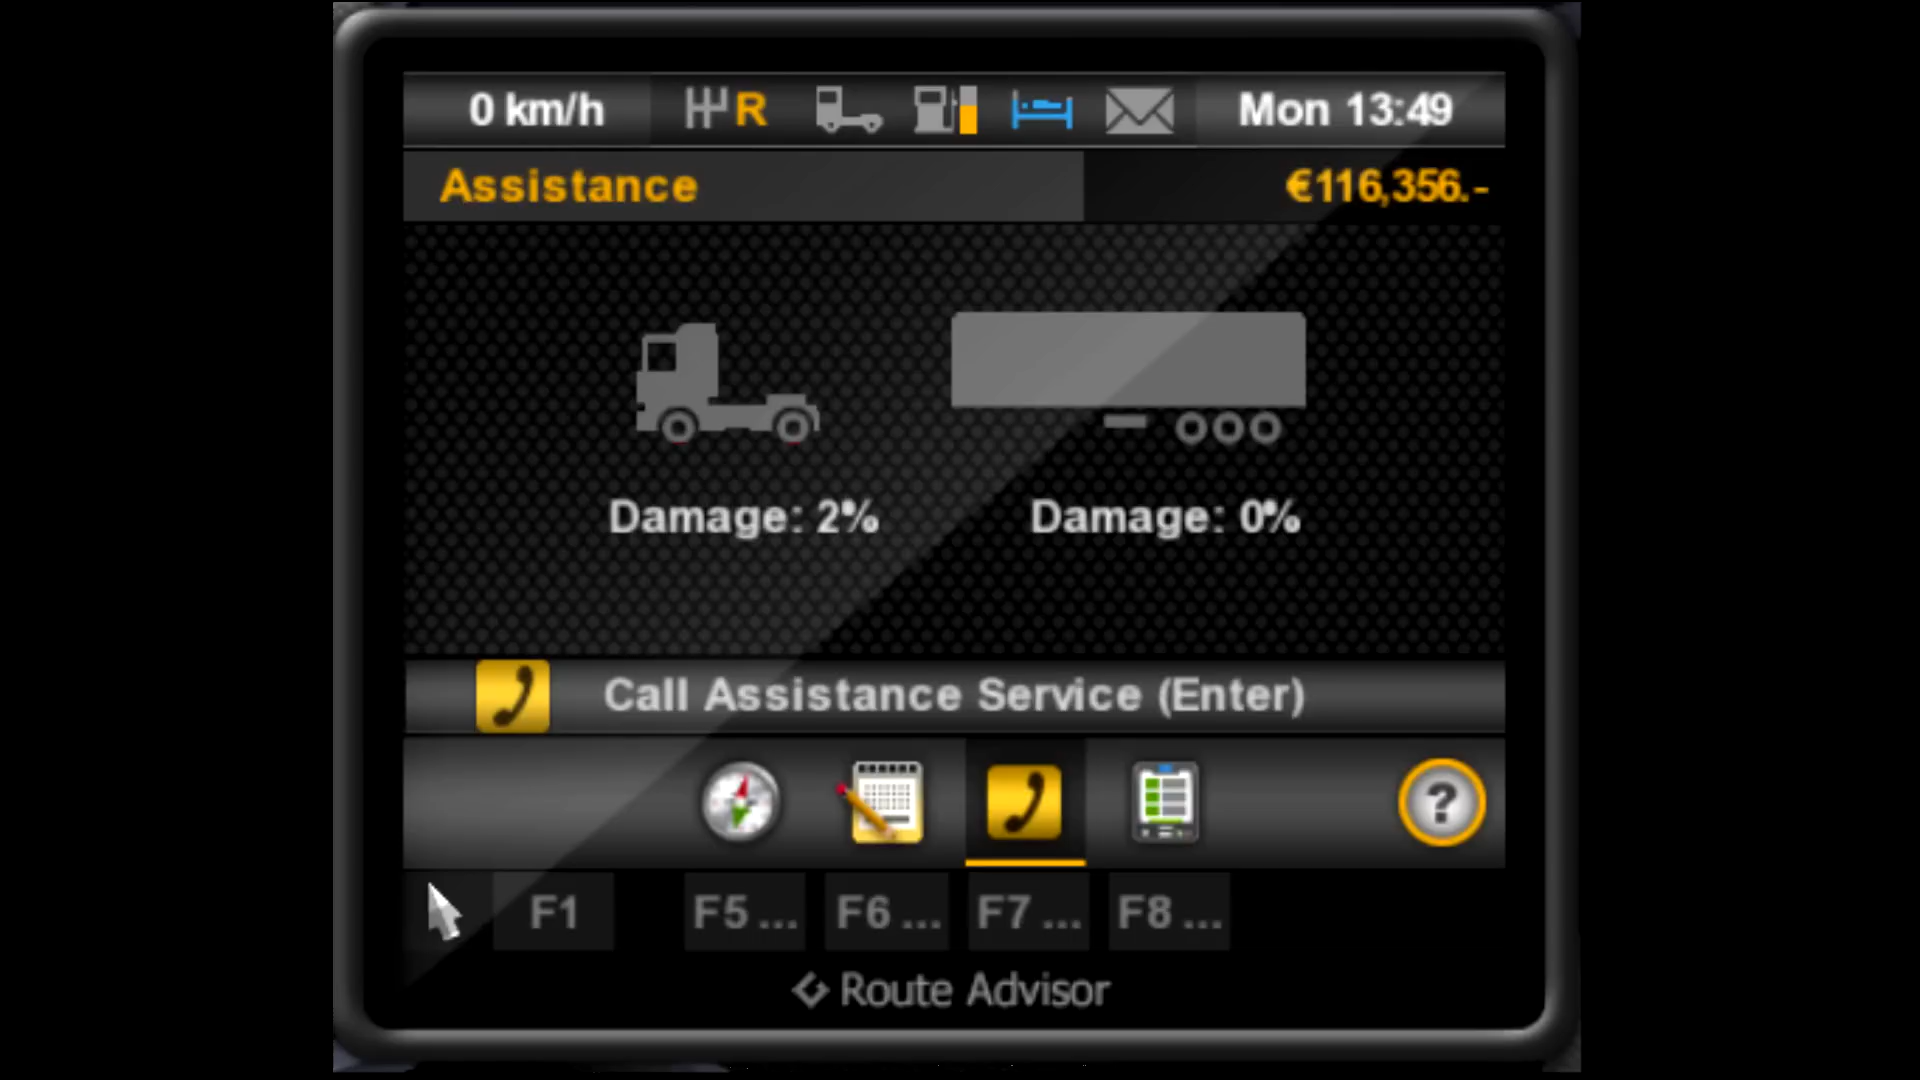 0 km/h R Mon 13:49
Assistance €116,356.-
Damage: 2% Damage: 0%
Call Assistance Service (Enter)
?
F1 F5 ... F6 ... F7 ... F8 ...
Route Advisor